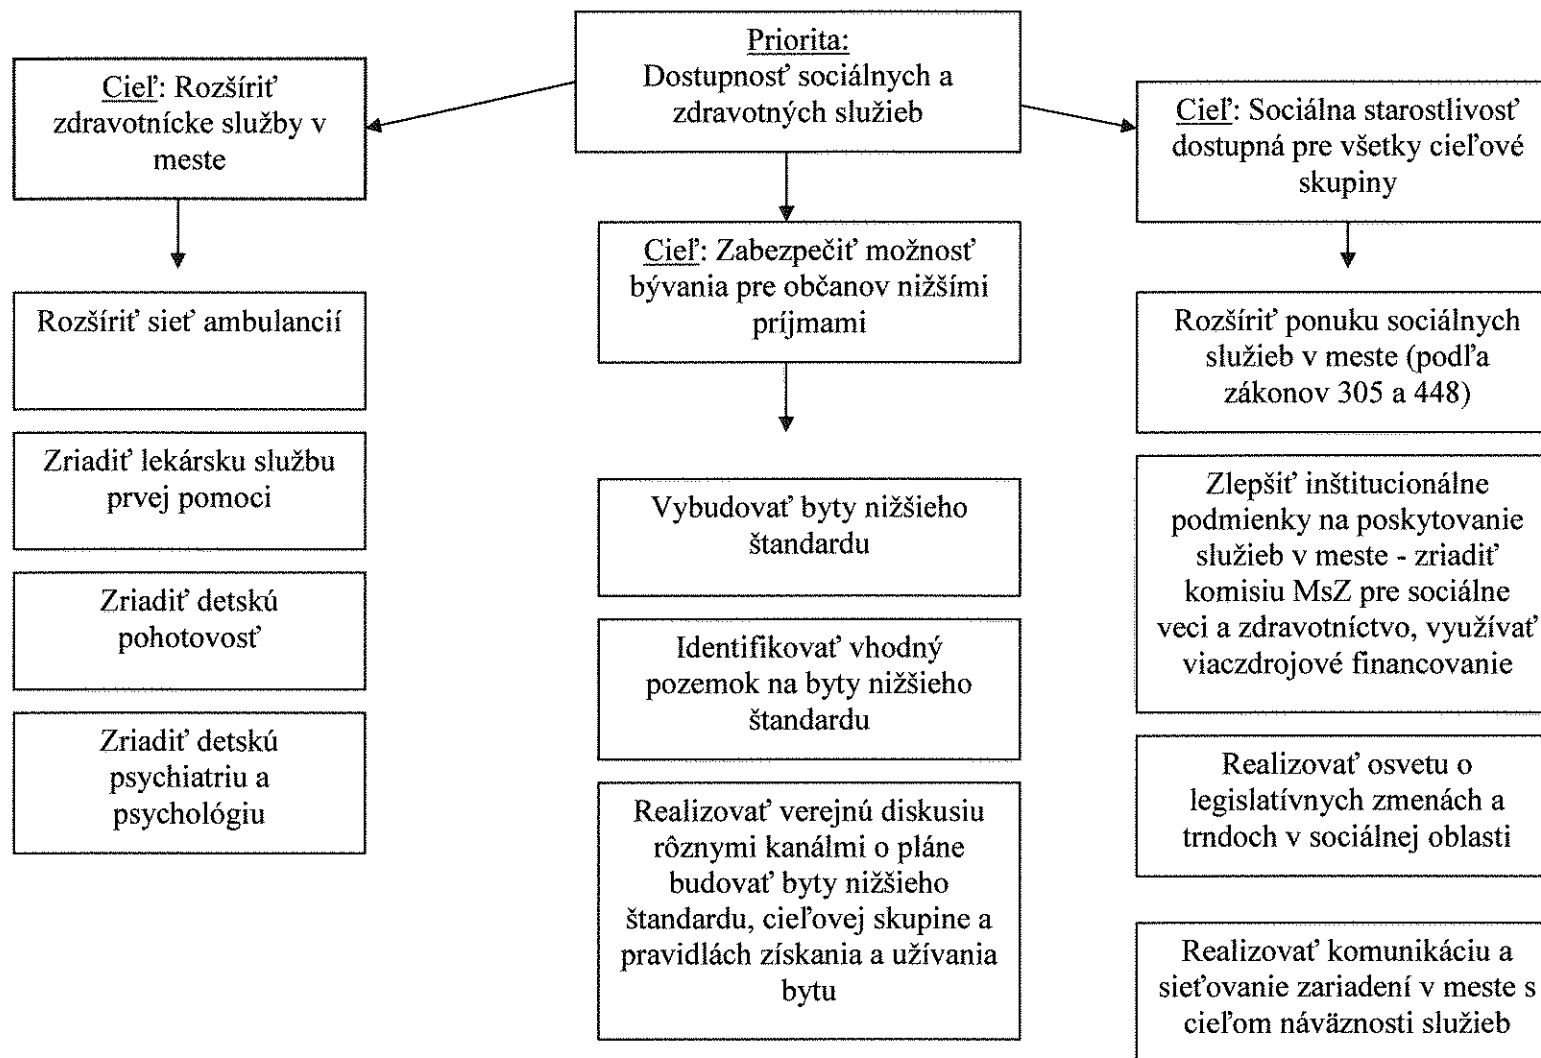 Priorita:
Dostupnosť sociálnych a
zdravotných služieb
Cieľ: Rozšíriť
zdravotnícke služby v
meste
Rozšíriť sieť ambulancií
Zriadiť lekársku službu
prvej pomoci
Zriadiť detskú
pohotovosť
Zriadiť detskú
psychiatriu a
psychológiu
Cieľ: Zabezpečiť možnosť
bývania pre občanov nižšími
príjmami
Vybudovať byty nižšieho
štandardu
Identifikovať vhodný
pozemok na byty nižšieho
štandardu
Realizovať verejnú diskusiu
rôznymi kanálmi o pláne
budovať byty nižšieho
štandardu, cieľovej skupine a
pravidlách získania a užívania
bytu
Cieľ: Sociálna starostlivosť
dostupná pre všetky cieľové
skupiny
Rozšíriť ponuku sociálnych
služieb v meste (podľa
zákonov 305 a 448)
Zlepšiť inštitucionálne
podmienky na poskytovanie
služieb v meste - zriadiť
komisiu MsZ pre sociálne
veci a zdravotníctvo, využívať
viaczdrojové financovanie
Realizovať osvetu o
legislatívnych zmenách a
trndoch v sociálnej oblasti
Realizovať komunikáciu a
sieťovanie zariadení v meste s
cieľom náväznosti služieb